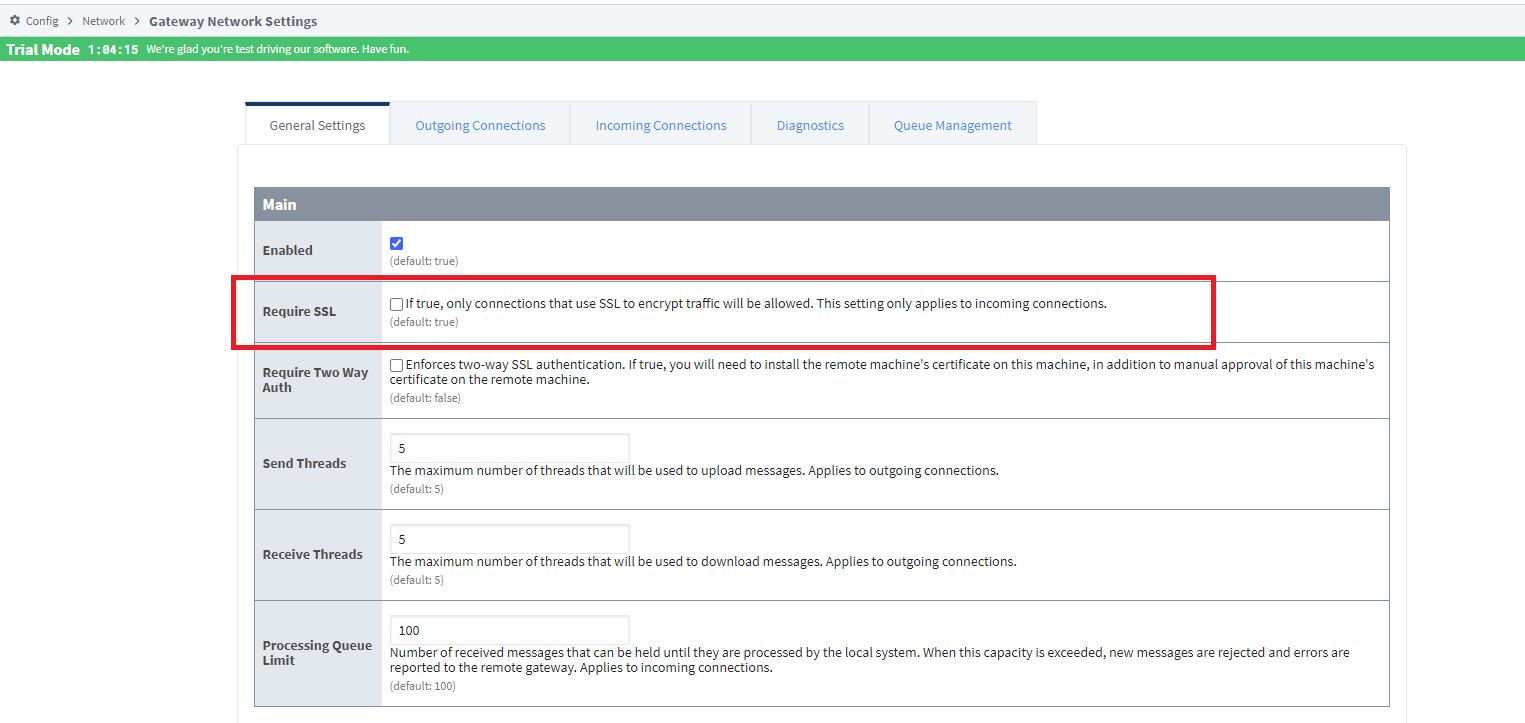 Config > Network > Gateway Network Settings
Trial Mode 1:04:15 We're glad you're test driving our software. Have fun.
General Settings Outgoing Connections Incoming Connections Diagnostics Queue Management
Main
Enabled
(default: true)
Require SSL
If true, only connections that use SSL to encrypt traffic will be allowed. This setting only applies to incoming connections.
(default: true)
Require Two Way
Auth
Enforces two-way SSL authentication. If true, you will need to install the remote machine's certificate on this machine, in addition to manual approval of this machine's
certificate on the remote machine.
(default: false)
Send Threads
5
The maximum number of threads that will be used to upload messages. Applies to outgoing connections.
(default: 5)
Receive Threads
5
The maximum number of threads that will be used to download messages. Applies to outgoing connections.
(default: 5)
Processing Queue
Limit
100
Number of received messages that can be held until they are processed by the local system. When this capacity is exceeded, new messages are rejected and errors are
reported to the remote gateway. Applies to incoming connections.
(default: 100)